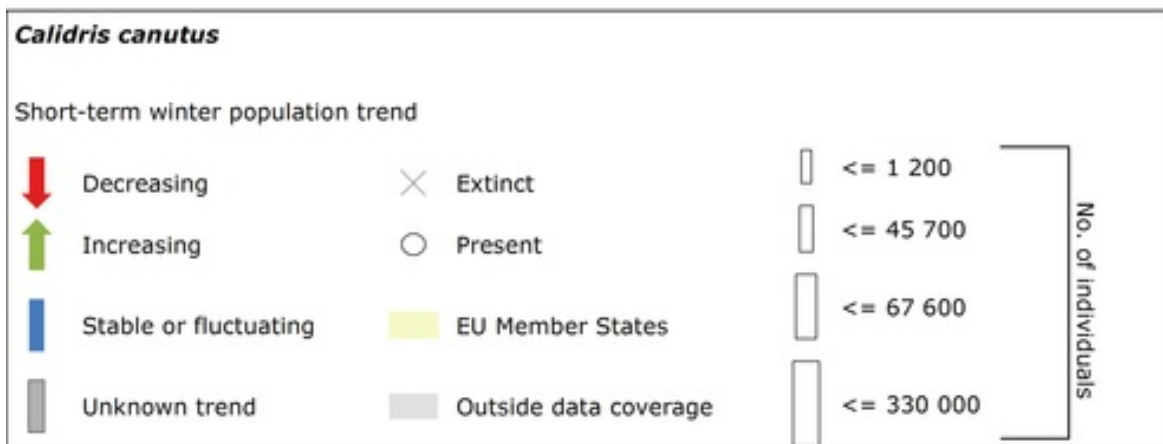 Calidris canutus
Short-term winter population trend
Decreasing
Increasing
Stable or fluctuating
Unknown trend
Extinct
Present
EU Member States
Outside data coverage
<= 1 200
<= 45 700
<= 67 600
<= 330 000
No. of individuals